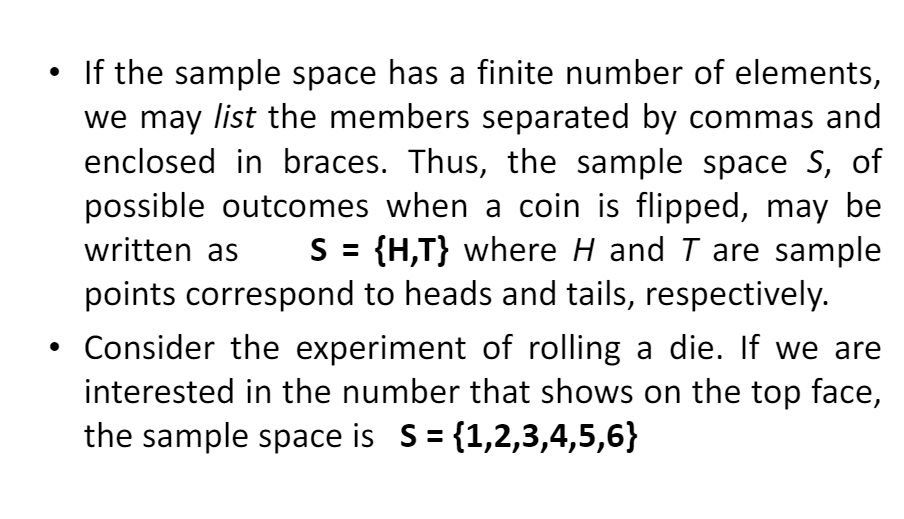 • If the sample space has a finite number of elements,
we may list the members separated by commas and
enclosed in braces. Thus, the sample space S, of
possible outcomes when a coin is flipped, may be
written as S = {H,T} where H and T are sample
points correspond to heads and tails, respectively.
• Consider the experiment of rolling a die. If we are
interested in the number that shows on the top face,
the sample space is S = {1,2,3,4,5,6}